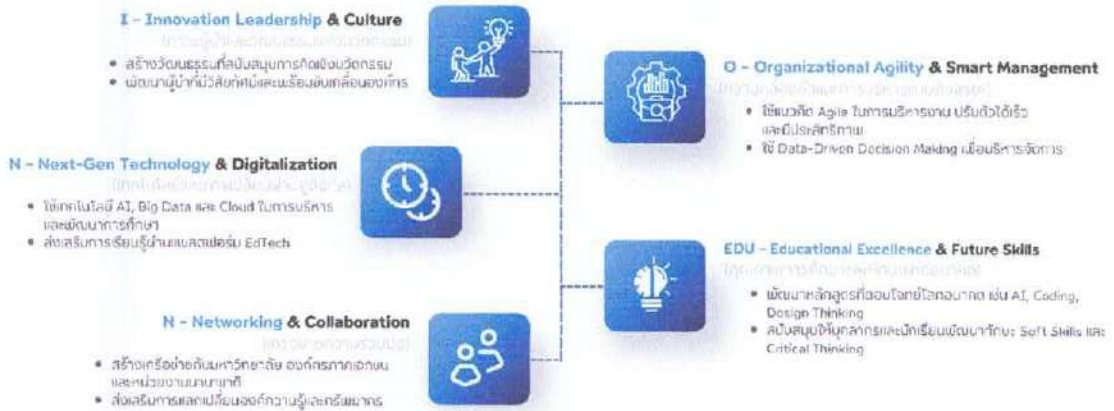 I - Innovation Leadership & Culture
• สร้างวัฒนธรรมที่สนับสนุนการคิดเชิงนวัตกรรม
• พัฒนาผู้นำที่มีวิสัยทัศน์และพร้อมขับเคลื่อนองค์กร
N - Next-Gen Technology & Digitalization
• ใช้เทคโนโลยี AI, Big Data และ Cloud ในการบริหาร
และพัฒนาการศึกษา
• ส่งเสริมการเรียนรู้ผ่านแพลตฟอร์ม EdTech
N - Networking & Collaboration
• สร้างเครือข่ายกับมหาวิทยาลัย องค์กรภาคเอกชน
และหน่วยงานนานาชาติ
• ส่งเสริมการแลกเปลี่ยนองค์ความรู้และทรัพยากร
O - Organizational Agility & Smart Management
• ใช้แนวคิด Agile ในการบริหารงาน ปรับตัวได้เร็ว
และมีประสิทธิภาพ
• ใช้ Data-Driven Decision Making เพื่อบริหารจัดการ
EDU - Educational Excellence & Future Skills
• พัฒนาหลักสูตรที่ตอบโจทย์โลกอนาคต เช่น AI, Coding,
Design Thinking
• สนับสนุนให้บุคลากรและนักเรียนพัฒนาทักษะ Soft Skills และ
Critical Thinking